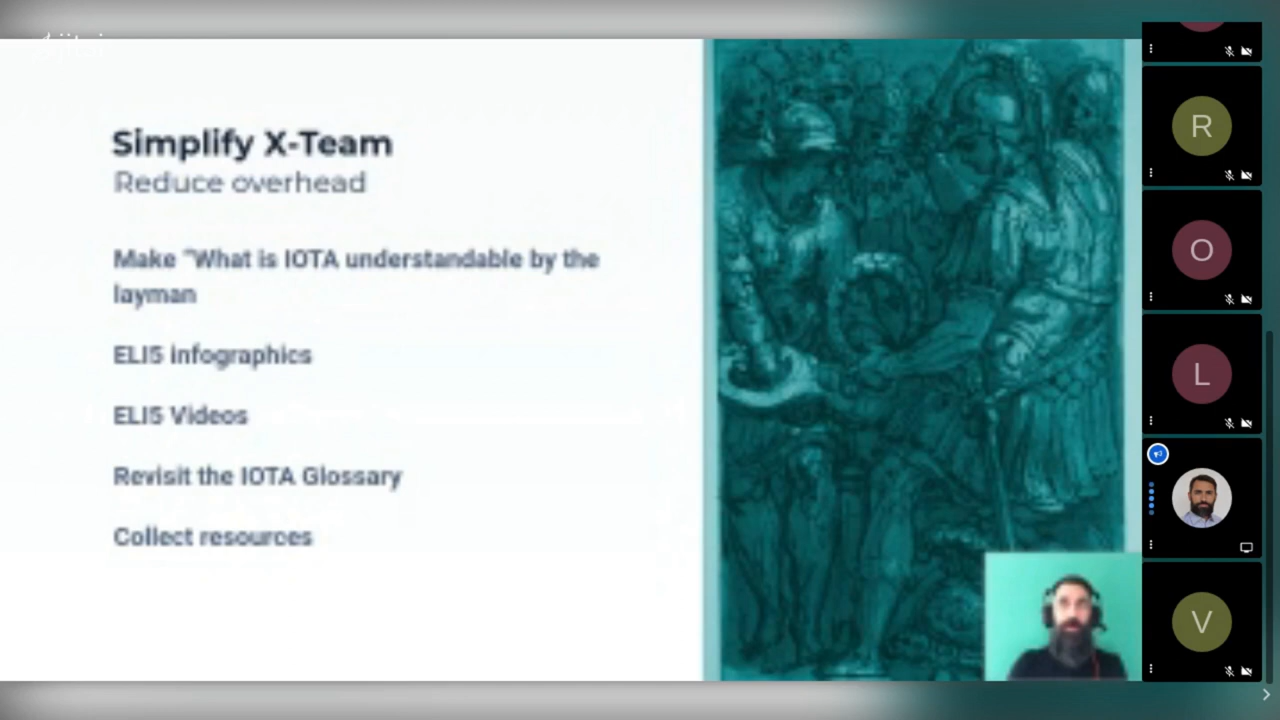 Simplify X-Team
Reduce overhead
Make "What is IOTA understandable by the
layman
ELI5 infographics
ELI5 Videos
Revisit the IOTA Glossary
Collect resources
R
O
L
V